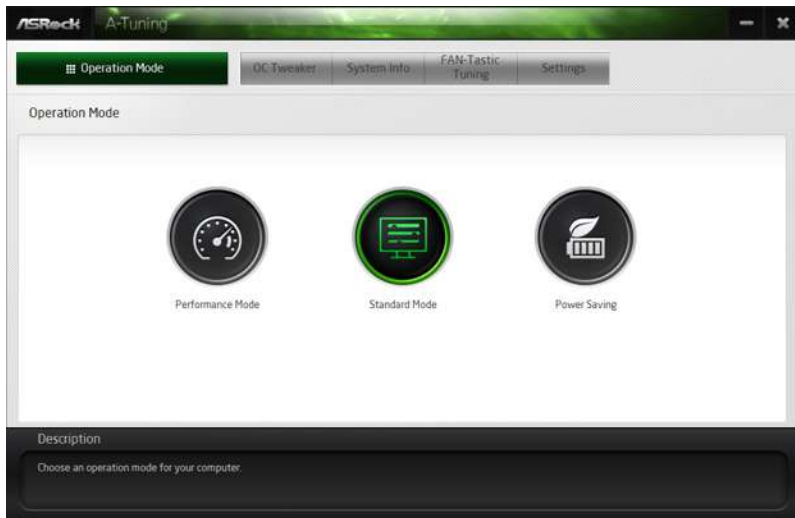 ASRock A-Tuning
Operation Mode OC Tweaker System Info FAN-Tastic
Tuning Settings
Operation Mode
Performance Mode Standard Mode Power Saving
Description
Choose an operation mode for your computer.